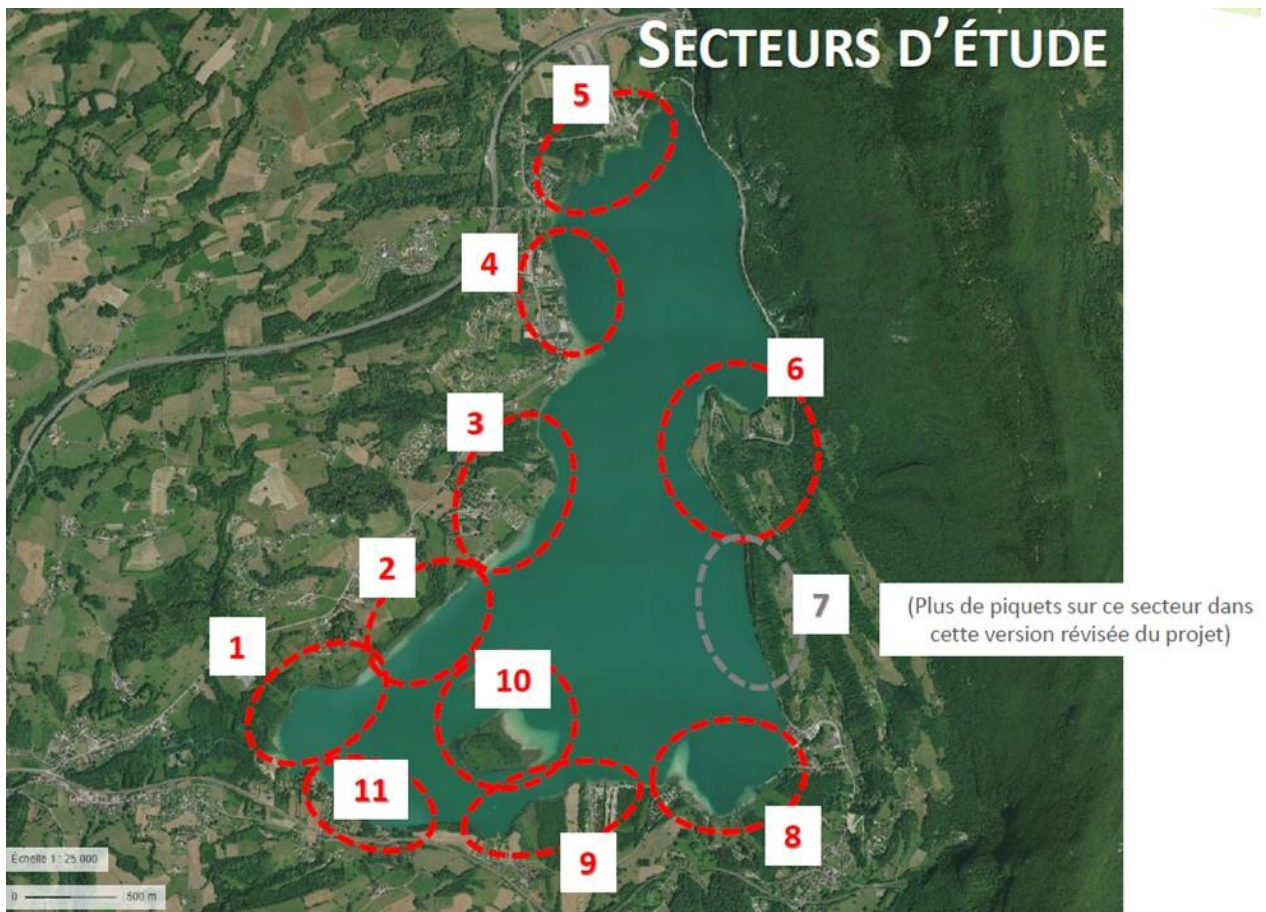 SECTEURS D'ÉTUDE
5
4
6
3
2
7
(Plus de piquets sur ce secteur dans
cette version révisée du projet)
1
10
11
9
8
Échelle 1 : 25 000
0 500 m